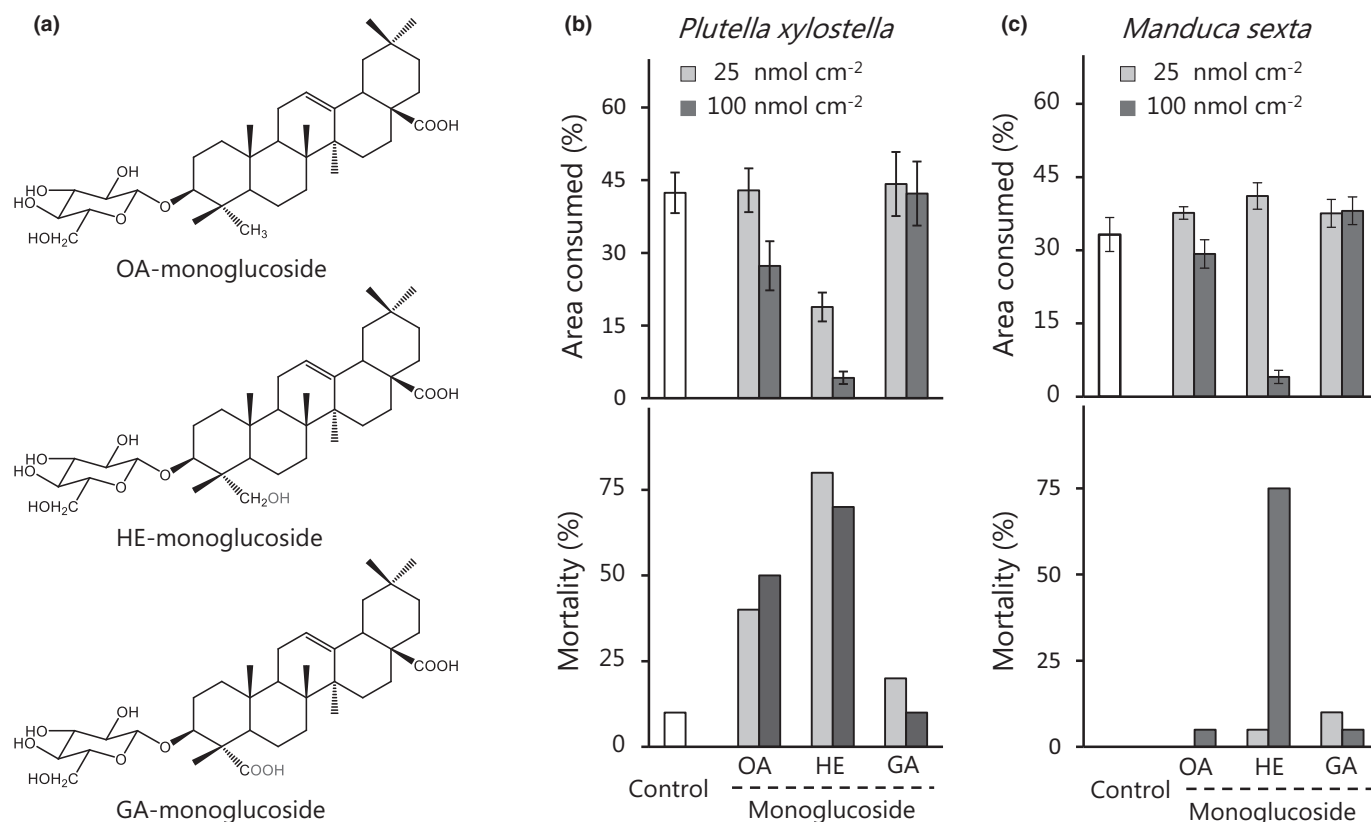 (a)
COOH
OH
HO
HO
O
O
HOH₂C
CH₃
OA-monoglucoside
COOH
OH
HO
HO
O
O
HOH₂C
CH₂OH
HE-monoglucoside
COOH
OH
HO
HO
O
O
HOH₂C
COOH
GA-monoglucoside
(b)
Plutella xylostella
25 nmol cm⁻²
100 nmol cm⁻²
Area consumed (%)
60
45
30
15
0
Mortality (%)
75
50
25
0
Control
OA HE GA
Monoglucoside
(c)
Manduca sexta
25 nmol cm⁻²
100 nmol cm⁻²
Area consumed (%)
60
45
30
15
0
Mortality (%)
75
50
25
0
Control
OA HE GA
Monoglucoside